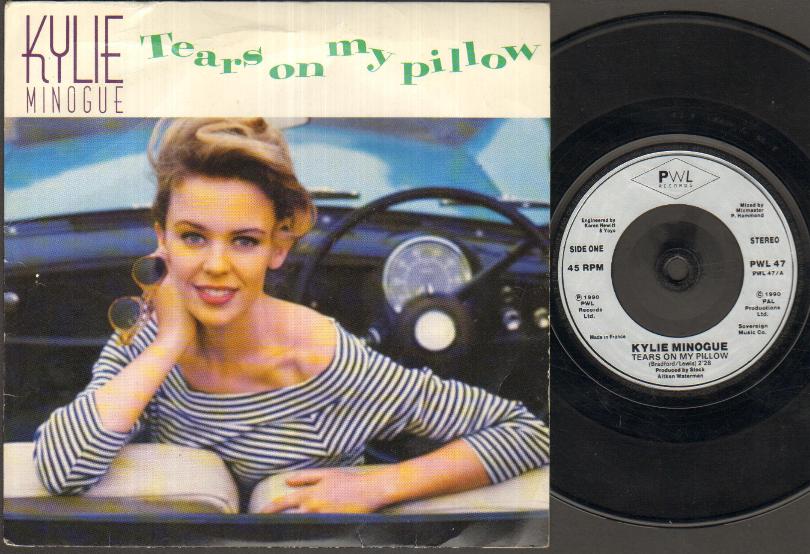 KYLIE
MINOGUE
Tears on my pillow
PWL
RECORDS
Engineered by
Karen Hewitt
& Yoyo
Mixed by
Mixmaster
P. Hammond
SIDE ONE
45 RPM
STEREO
PWL 47
PWL 47/A
℗ 1990
PWL
Records
Ltd.
© 1990
PAL
Productions
Ltd.
Sovereign
Music Co.
Made in France
KYLIE MINOGUE
TEARS ON MY PILLOW
(Bradford/Lewis) 2'28
Produced by Stock
Aitken Waterman